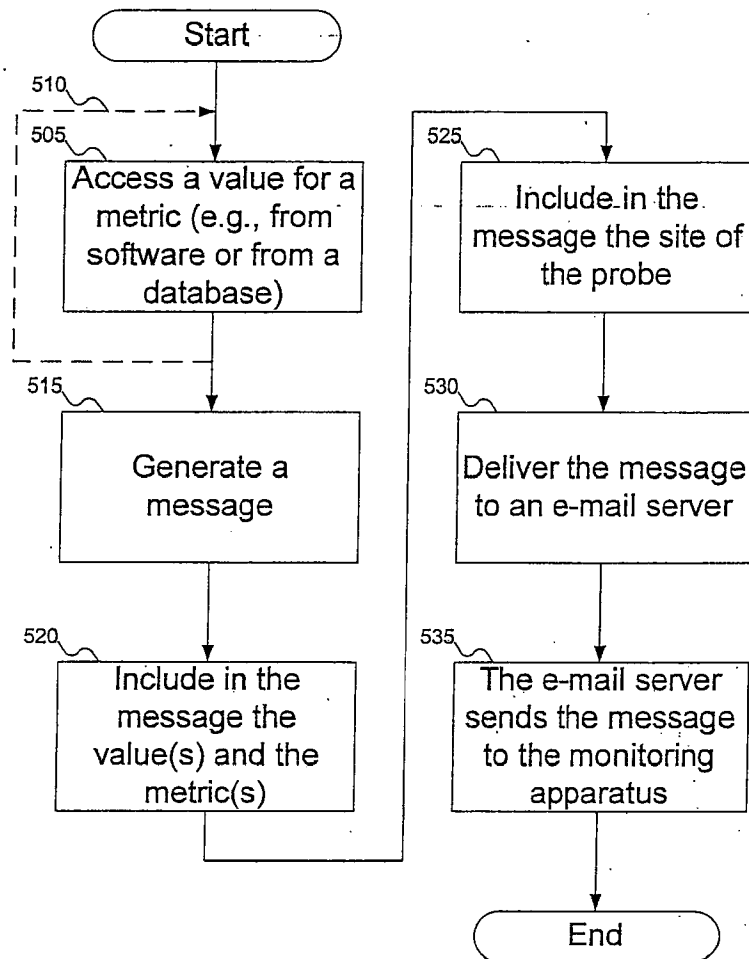 Start
510
505
Access a value for a
metric (e.g., from
software or from a
database)
515
Generate a
message
520
Include in the
message the
value(s) and the
metric(s)
525
Include in the
message the site of
the probe
530
Deliver the message
to an e-mail server
535
The e-mail server
sends the message
to the monitoring
apparatus
End